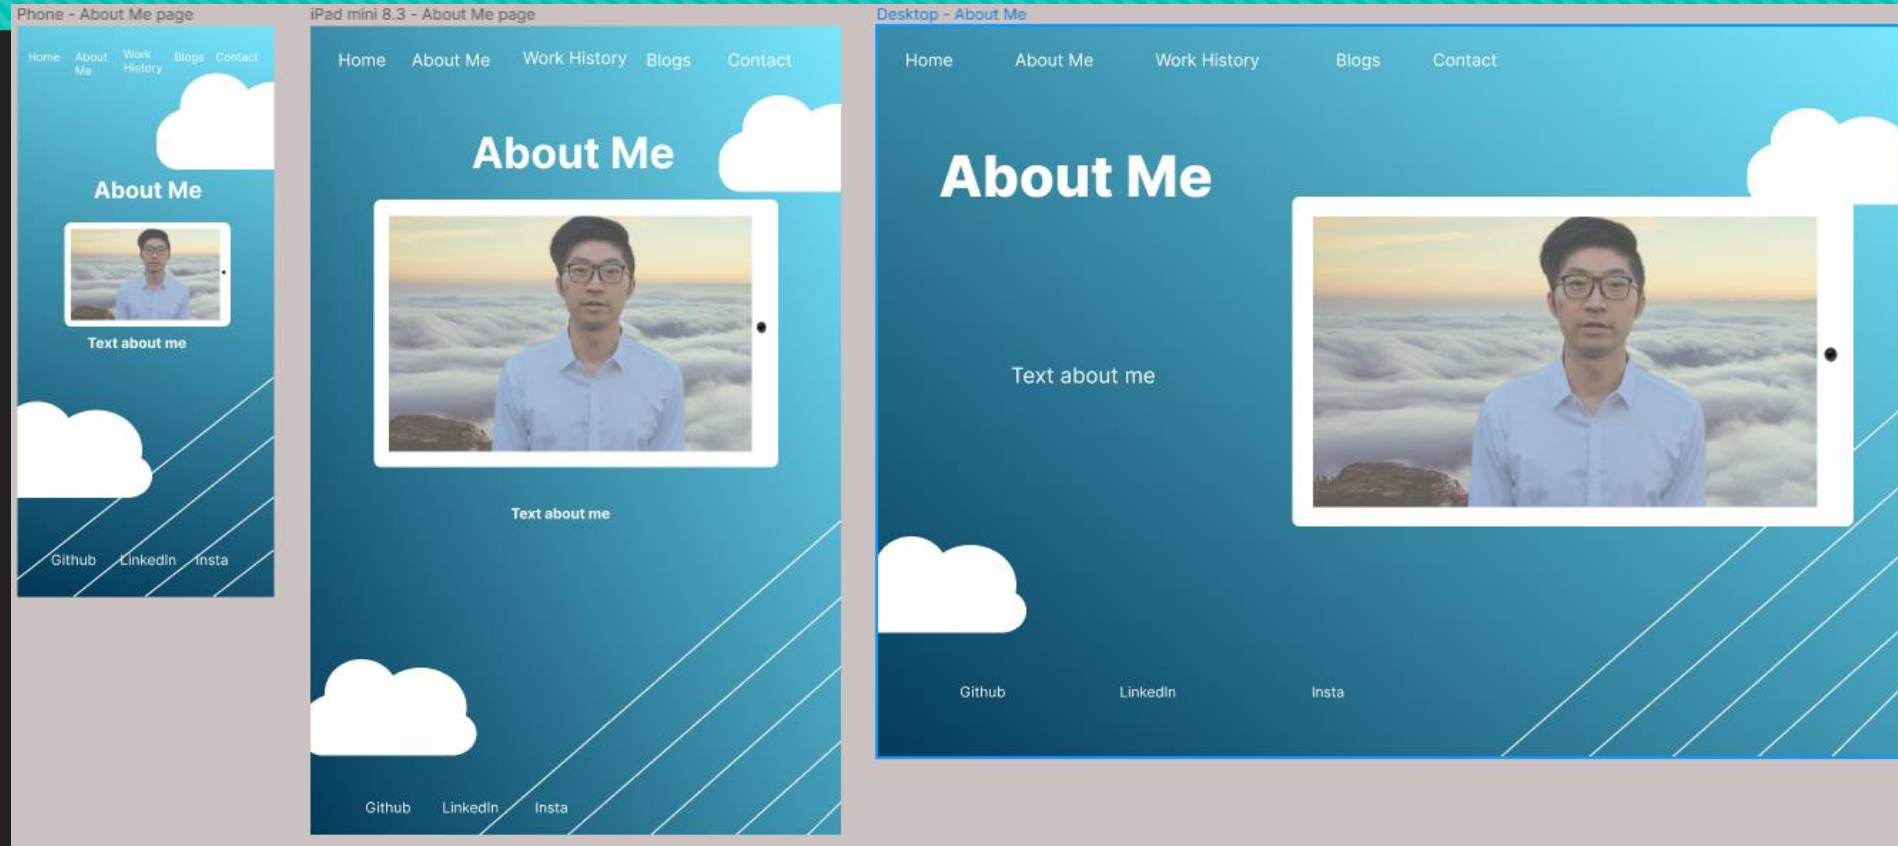 Phone - About Me page
Home About Me Work History Blogs Contact
About Me
Text about me
Github LinkedIn Insta
iPad mini 8.3 - About Me page
Home About Me Work History Blogs Contact
About Me
Text about me
Github LinkedIn Insta
Desktop - About Me
Home About Me Work History Blogs Contact
About Me
Text about me
Github LinkedIn Insta